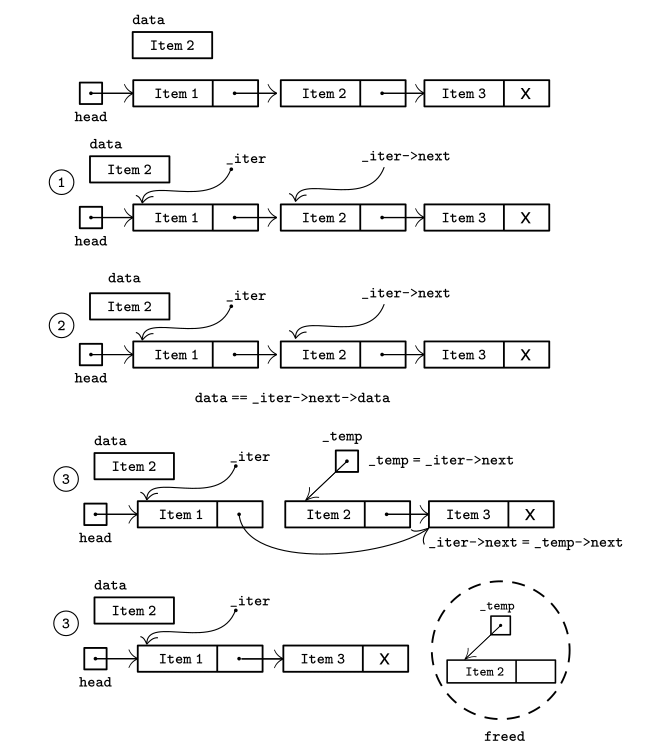 data
Item 2
Item 1 Item 2 Item 3 X
head
data
_iter _iter->next
1 Item 2
Item 1 Item 2 Item 3 X
head
data
_iter _iter->next
2 Item 2
Item 1 Item 2 Item 3 X
head
data == _iter->next->data
_temp
data
_iter _temp = _iter->next
3 Item 2
Item 1 Item 2 Item 3 X
head
_iter->next = _temp->next
data
_iter _temp
3 Item 2
Item 1 Item 3 X Item 2
head
freed